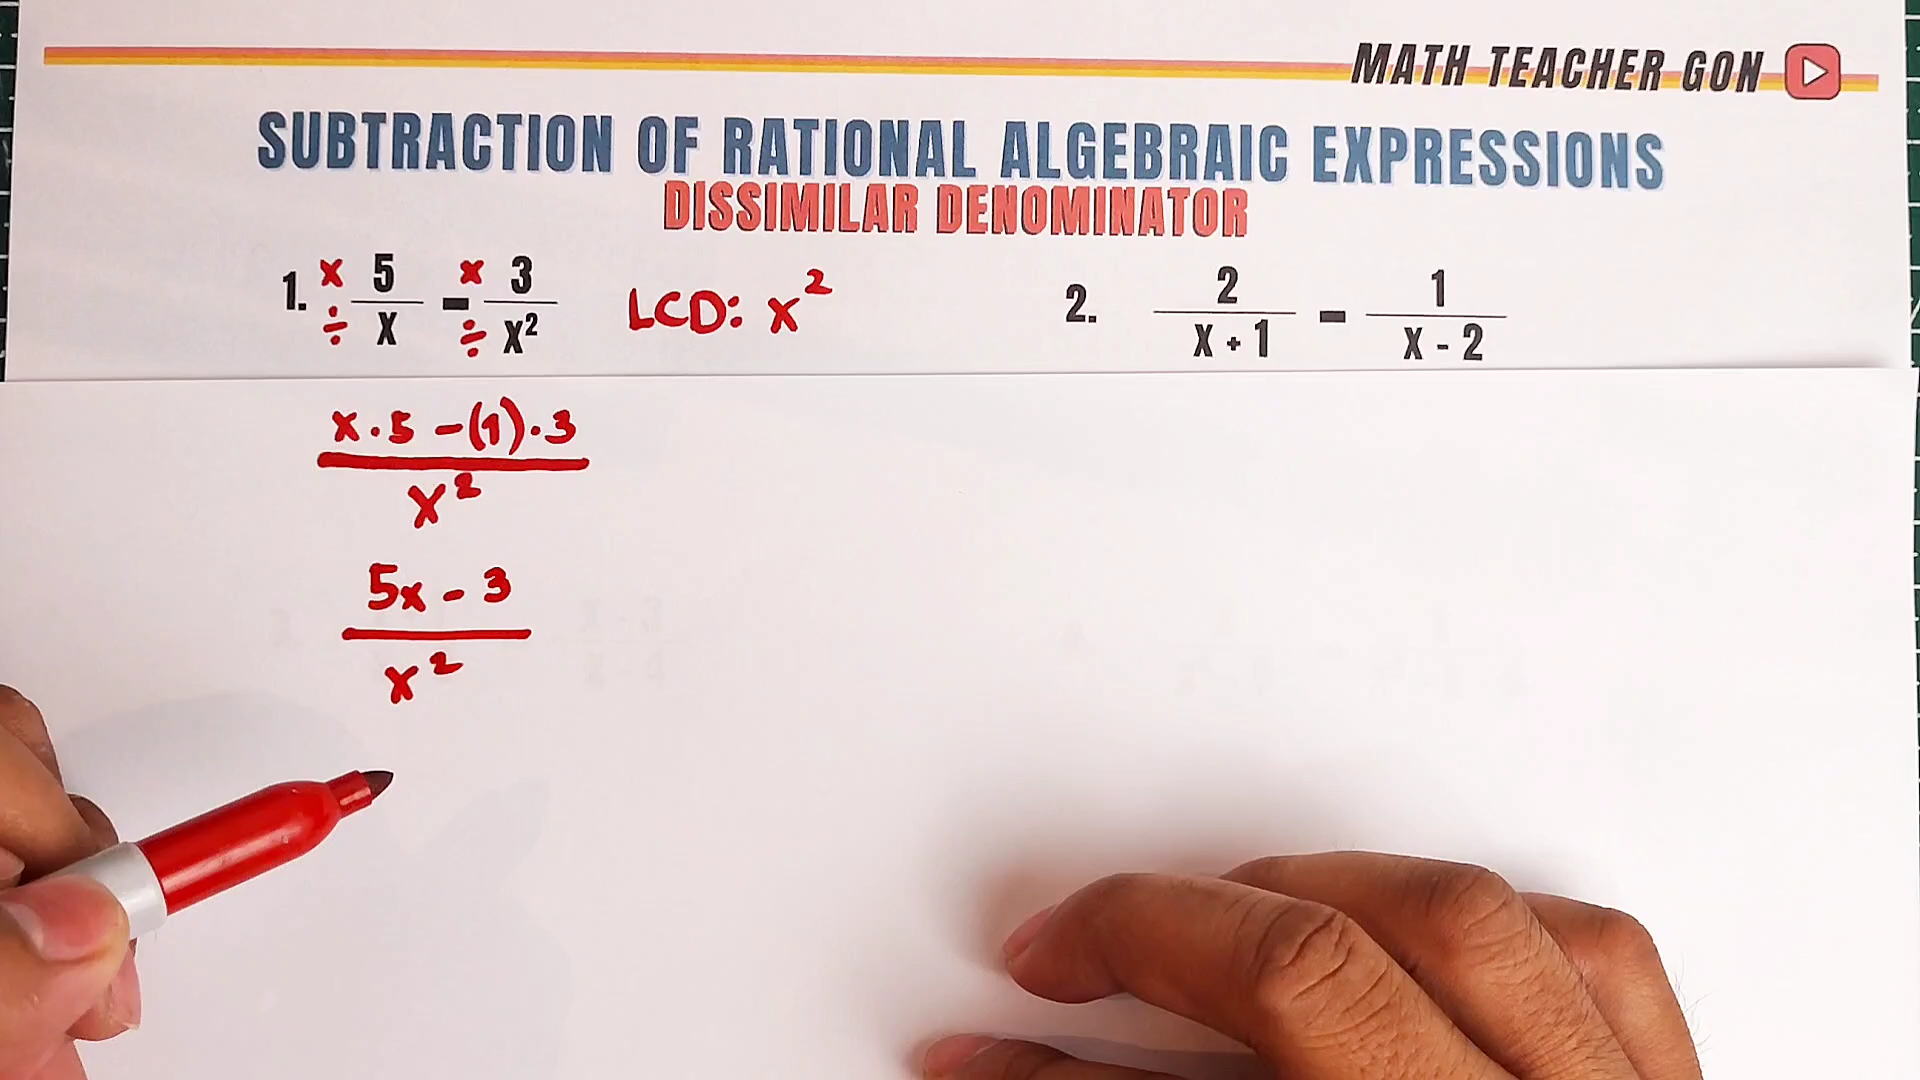 MATH TEACHER GON
SUBTRACTION OF RATIONAL ALGEBRAIC EXPRESSIONS
DISSIMILAR DENOMINATOR
1. × 5 / ÷ x - × 3 / ÷ x² LCD: x²
2. 2 / x + 1 - 1 / x - 2
x · 5 - (1) · 3
x²
5x - 3
x²